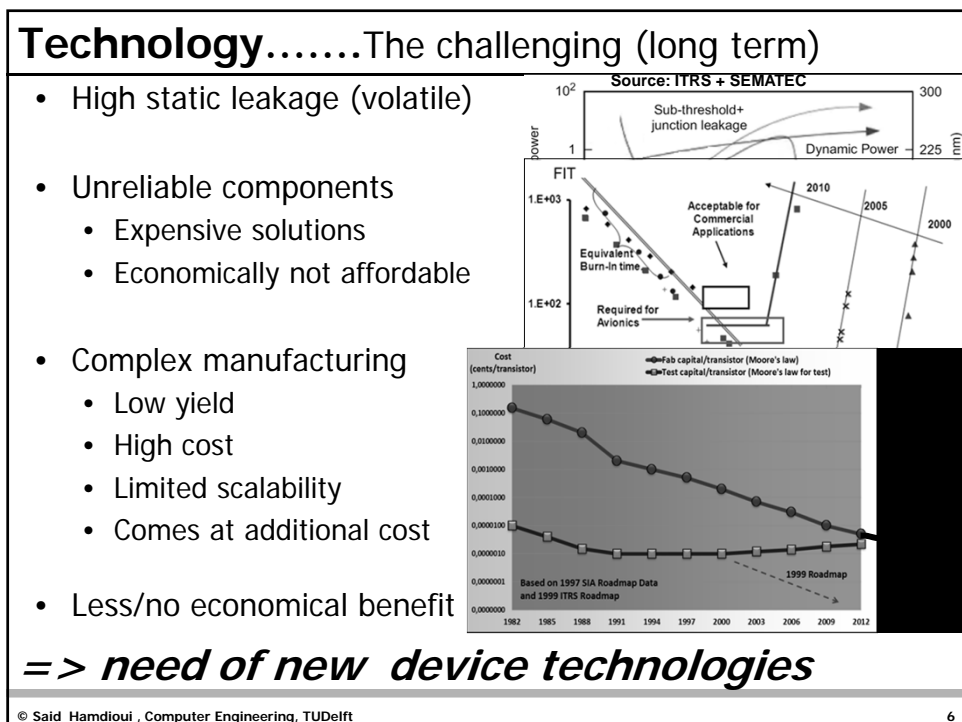 Technology.......The challenging (long term)
• High static leakage (volatile)
• Unreliable components
• Expensive solutions
• Economically not affordable
• Complex manufacturing
• Low yield
• High cost
• Limited scalability
• Comes at additional cost
• Less/no economical benefit
Source: ITRS + SEMATEC
10²
300
Sub-threshold+
junction leakage
power
1
Dynamic Power
225
nm)
FIT
1.E+03
1.E+02
Equivalent
Burn-In time
Acceptable for
Commercial
Applications
Required for
Avionics
2010
2005
2000
Cost
(cents/transistor)
Fab capital/transistor (Moore's law)
Test capital/transistor (Moore's law for test)
1,0000000
0,1000000
0,0100000
0,0010000
0,0001000
0,0000100
0,0000010
0,0000001
0,0000000
Based on 1997 SIA Roadmap Data
and 1999 ITRS Roadmap
1999 Roadmap
1982 1985 1988 1991 1994 1997 2000 2003 2006 2009 2012
=> need of new device technologies
© Said Hamdioui , Computer Engineering, TUDelft 6